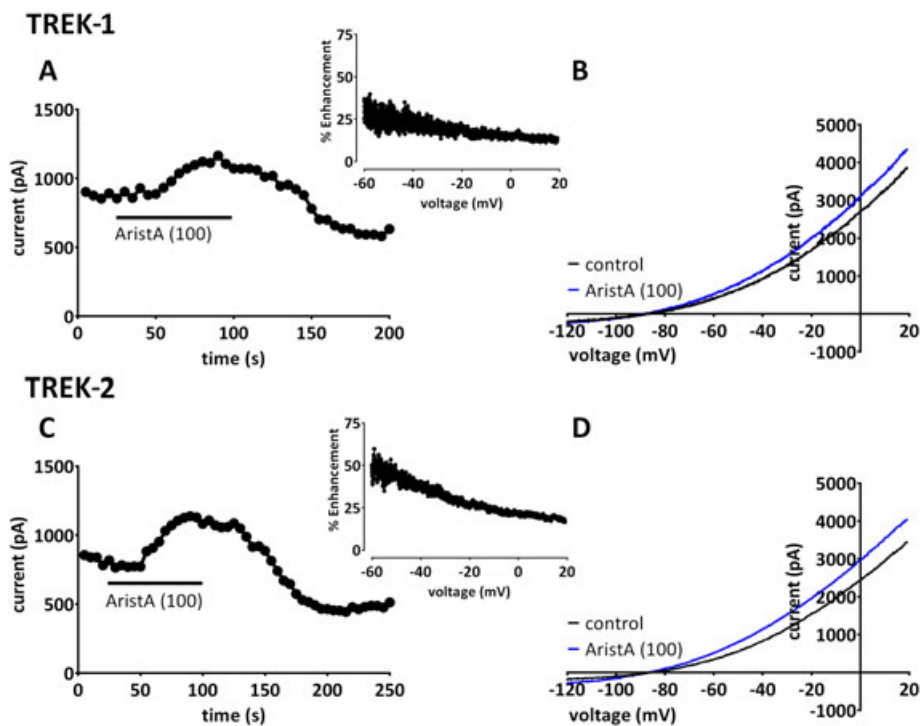 TREK-1
A
1500
1000
500
0
current (pA)
0 50 100 150 200
time (s)
AristA (100)
75
50
25
0
% Enhancement
-60 -40 -20 0 20
voltage (mV)
B
5000
4000
3000
2000
1000
-1000
current (pA)
-120 -100 -80 -60 -40 -20 20
voltage (mV)
control
AristA (100)
TREK-2
C
1500
1000
500
0
current (pA)
0 50 100 150 200 250
time (s)
AristA (100)
75
50
25
0
% Enhancement
-60 -40 -20 0 20
voltage (mV)
D
5000
4000
3000
2000
1000
-1000
current (pA)
-120 -100 -80 -60 -40 -20 20
voltage (mV)
control
AristA (100)